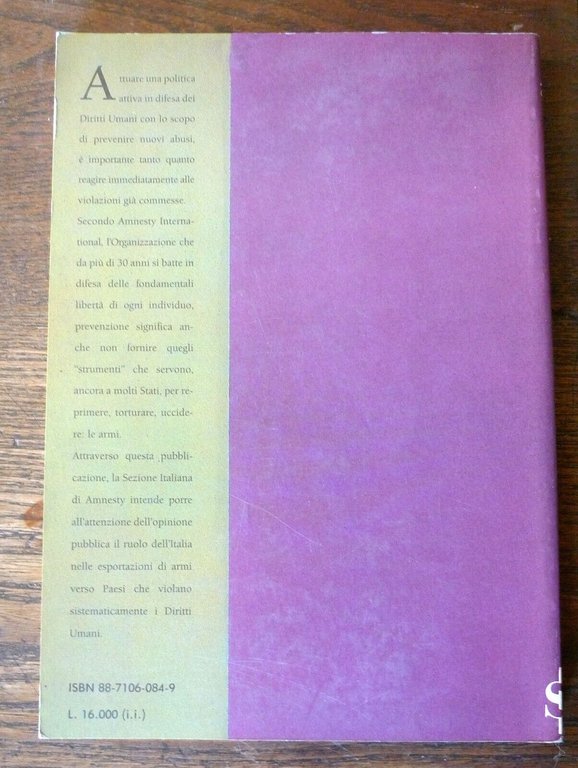 Attuare una politica
attiva in difesa dei
Diritti Umani con lo scopo
di prevenire nuovi abusi,
è importante tanto quanto
reagire immediatamente alle
violazioni già commesse.
Secondo Amnesty Interna-
tional, l'Organizzazione che
da più di 30 anni si batte in
difesa delle fondamentali
libertà di ogni individuo,
prevenzione significa an-
che non fornire quegli
"strumenti" che servono,
ancora a molti Stati, per re-
primere, torturare, uccide-
re: le armi.
Attraverso questa pubbli-
cazione, la Sezione Italiana
di Amnesty intende porre
all'attenzione dell'opinione
pubblica il ruolo dell'Italia
nelle esportazioni di armi
verso Paesi che violano
sistematicamente i Diritti
Umani.
ISBN 88-7106-084-9
L. 16.000 (i.i.)
S